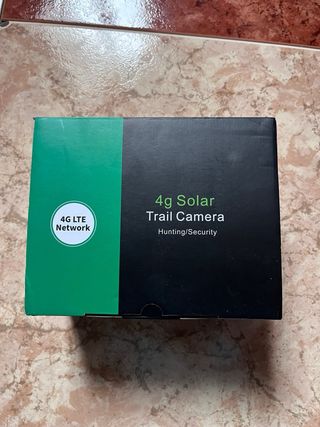 4G LTE
Network
4g Solar
Trail Camera
Hunting/Security